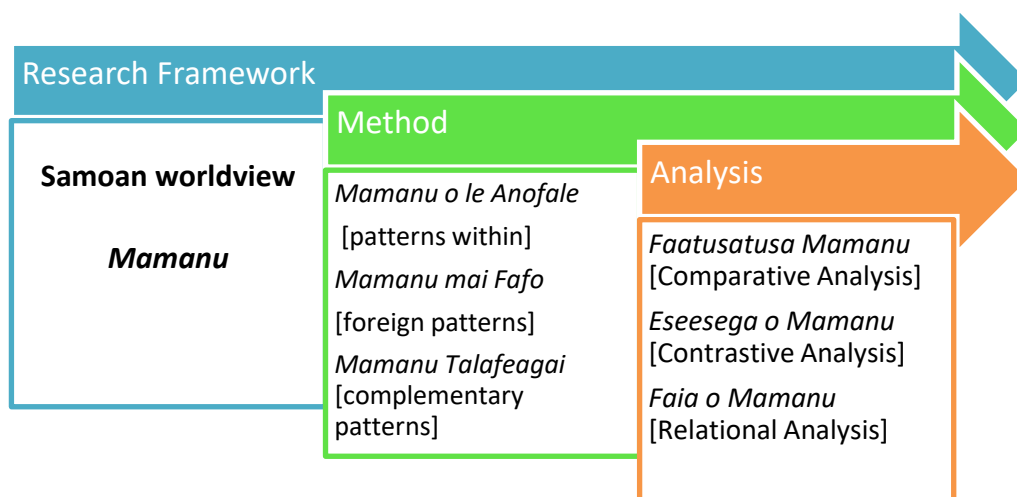 Research Framework
Samoan worldview
Mamanu
Method
Mamanu o le Anofale
[patterns within]
Mamanu mai Fafo
[foreign patterns]
Mamanu Talafeagai
[complementary
patterns]
Analysis
Faatusatusa Mamanu
[Comparative Analysis]
Eseesega o Mamanu
[Contrastive Analysis]
Faia o Mamanu
[Relational Analysis]